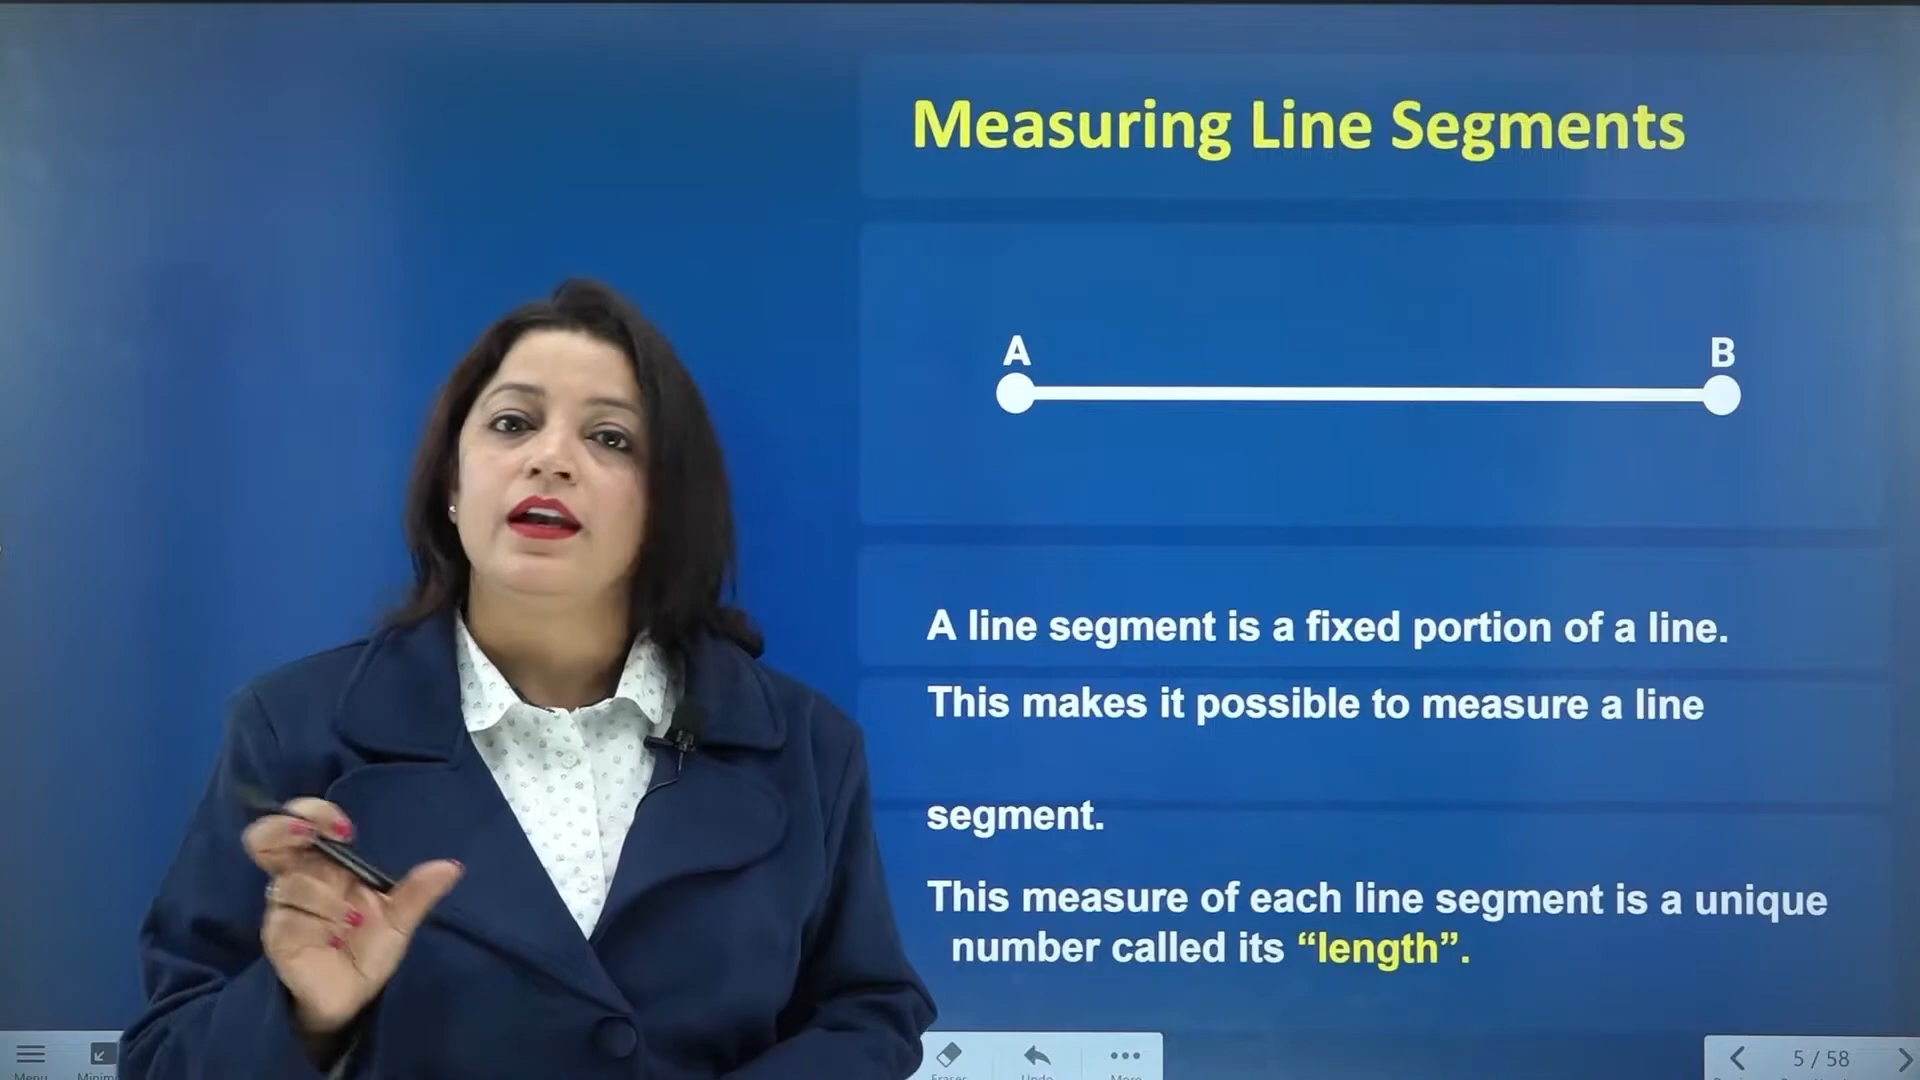 Measuring Line Segments
A B
A line segment is a fixed portion of a line.
This makes it possible to measure a line
segment.
This measure of each line segment is a unique
number called its “length”.
5 / 58